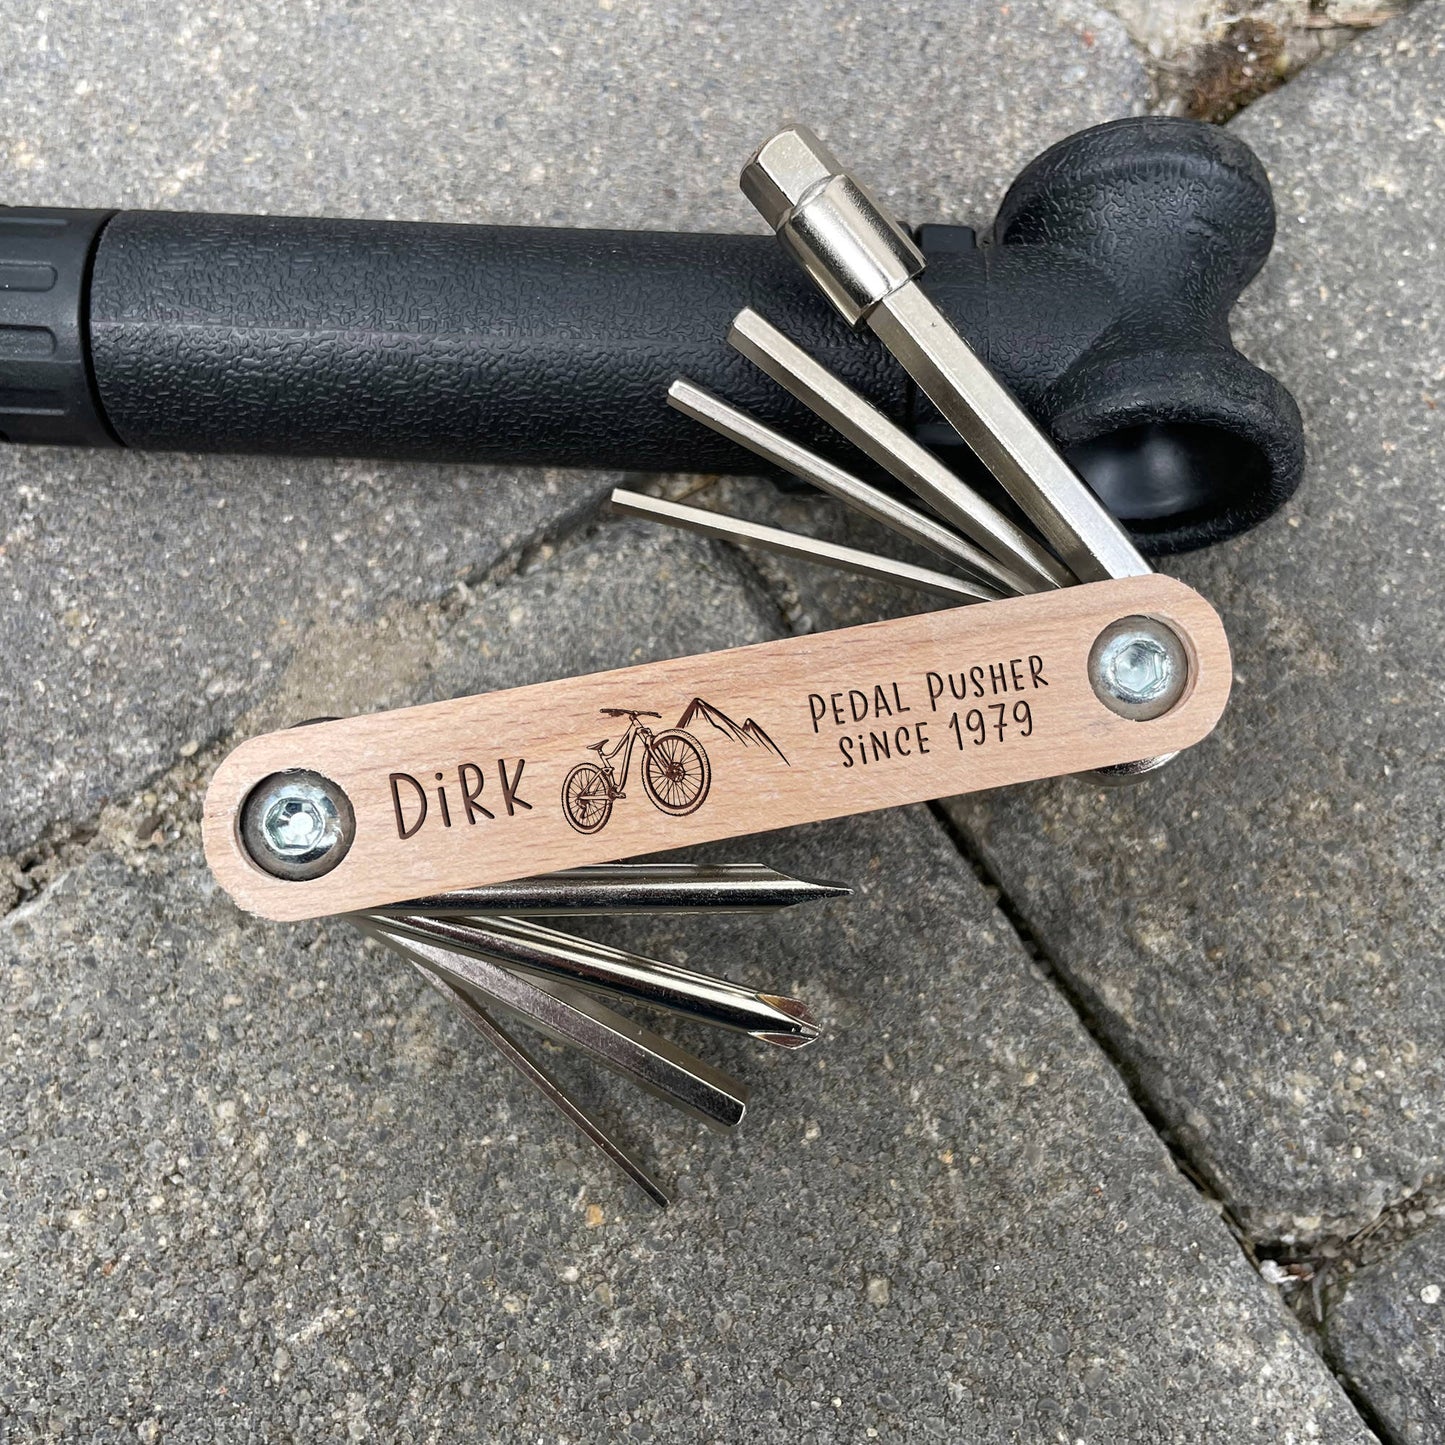 DiRK
PEDAL PUSHER
SiNCE 1979